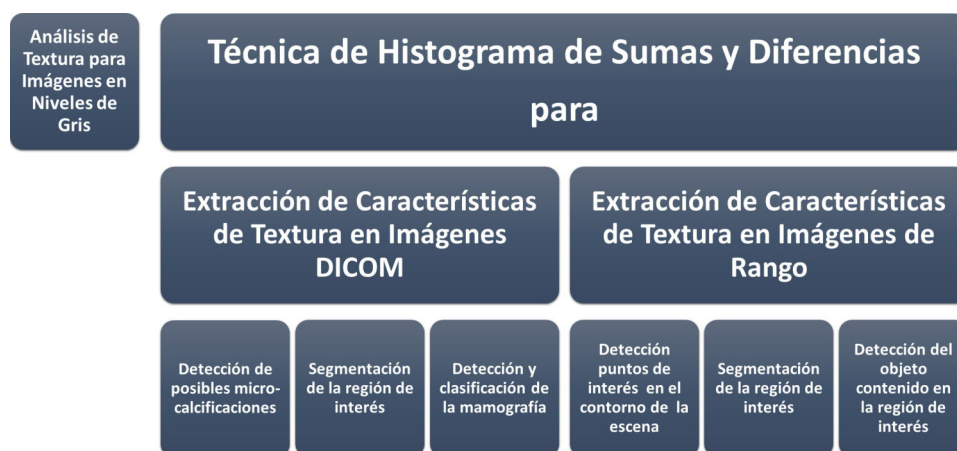 Análisis de
Textura para
Imágenes en
Niveles de
Gris
Técnica de Histograma de Sumas y Diferencias
para
Extracción de Características
de Textura en Imágenes
DICOM
Extracción de Características
de Textura en Imágenes de
Rango
Detección de
posibles micro-
calcificaciones
Segmentación
de la región de
interés
Detección y
clasificación de
la mamografía
Detección
puntos de
interés en el
contorno de la
escena
Segmentación
de la región de
interés
Detección del
objeto
contenido en
la región de
interés